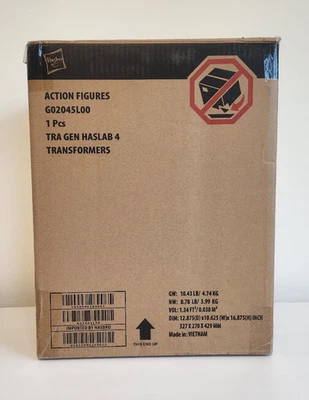 Hasbro
ACTION FIGURES
G02045L00
1 Pcs
TRA GEN HASLAB 4
TRANSFORMERS
IMPORTED BY HASBRO
THIS END UP
GW: 10.43 LB/ 4.74 KG
NW: 8.78 LB/ 3.99 KG
VOL: 1.34 FT³/ 0.038 M³
DIM: 12.875(D) x10.625 (W)x 16.875(H) INCH
327 X 270 X 429 MM
Made in: VIETNAM